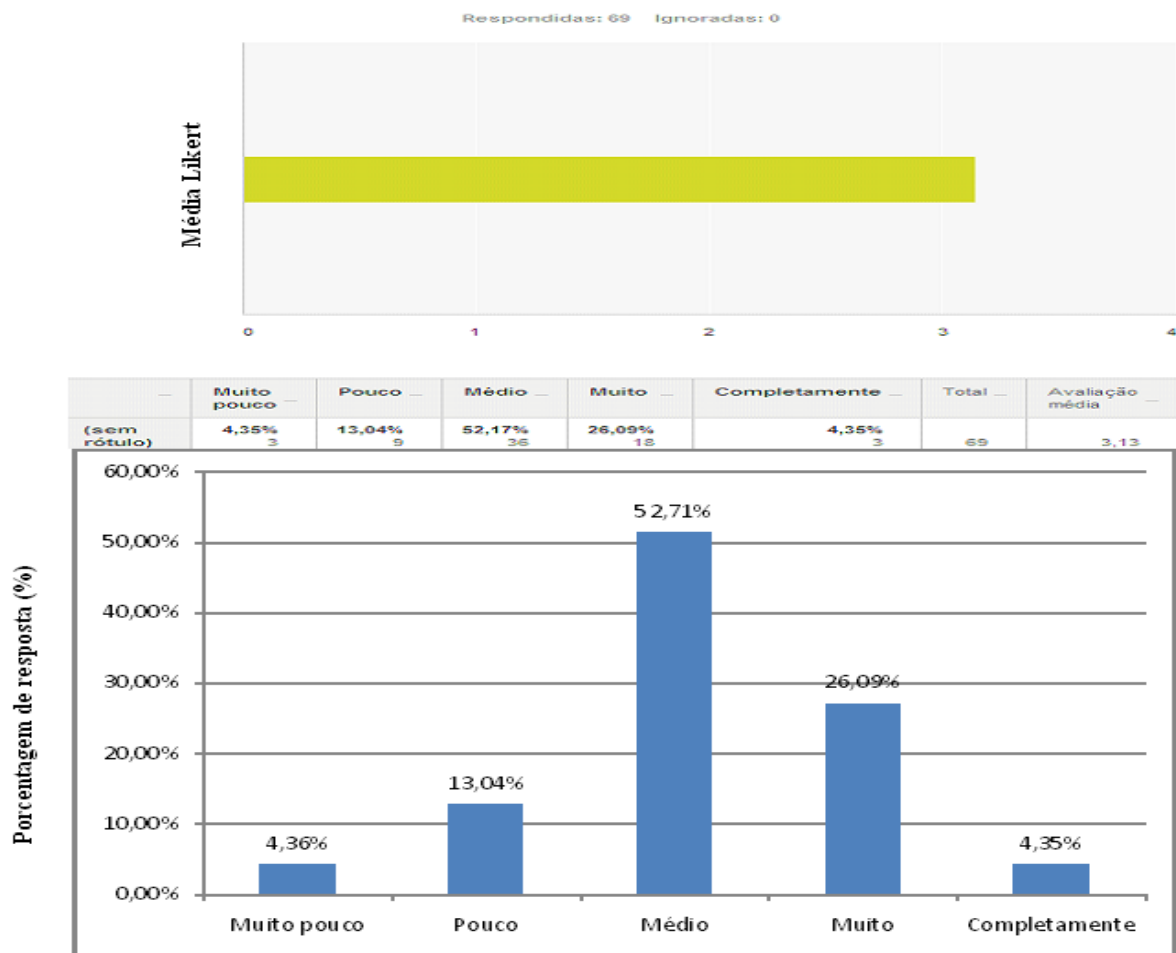 Respondidas: 69 Ignoradas: 0
Média Likert
0 1 2 3 4
... Muito pouco ... Pouco ... Médio ... Muito ... Completamente ... Total ... Avaliação média ...
(sem rótulo) 4,35% 3 13,04% 9 52,17% 36 26,09% 18 4,35% 3 69 3,13
Porcentagem de resposta (%)
60,00%
50,00%
40,00%
30,00%
20,00%
10,00%
0,00%
4,36%
13,04%
52,71%
26,09%
4,35%
Muito pouco Pouco Médio Muito Completamente